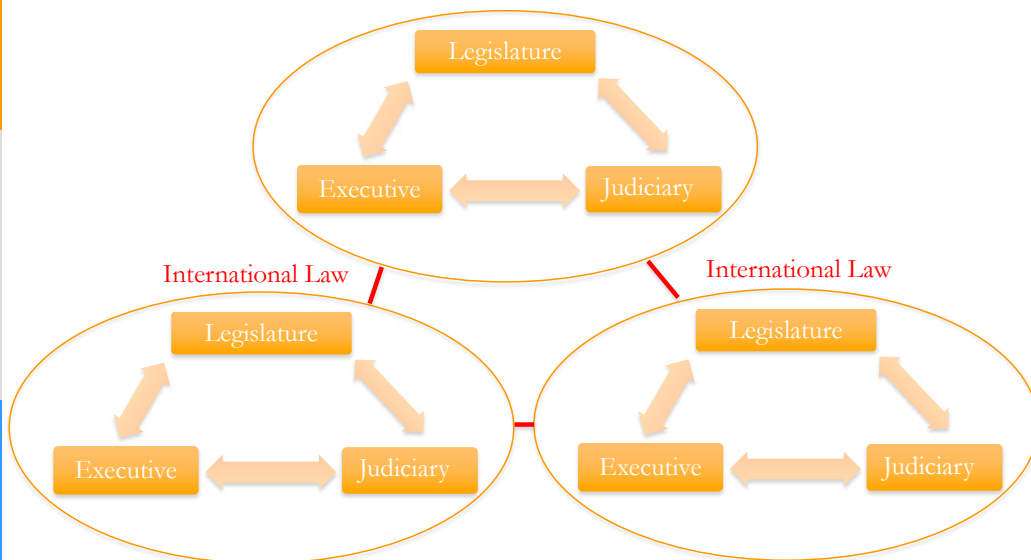 Legislature
Executive
Judiciary
International Law
International Law
Legislature
Executive
Judiciary
Legislature
Executive
Judiciary